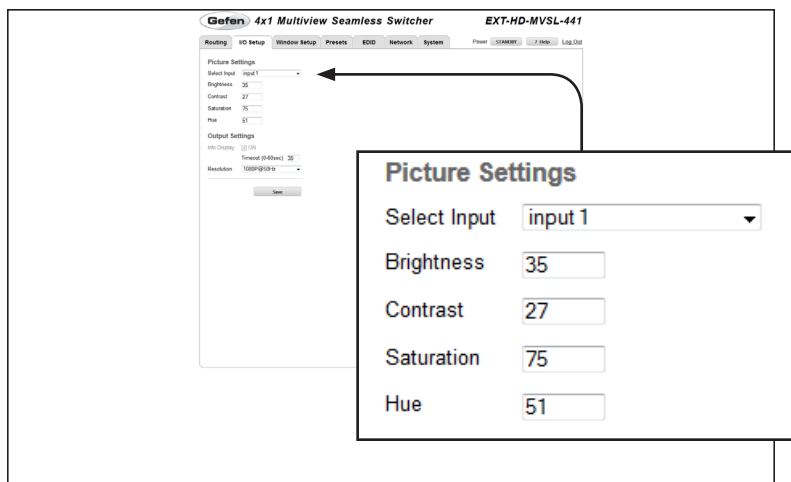 Gefen 4x1 Multiview Seamless Switcher EXT-HD-MVSL-441
Routing I/O Setup Window Setup Presets EDID Network System Power STANDBY ? Help Log Out
Picture Settings
Select Input input 1
Brightness 35
Contrast 27
Saturation 75
Hue 51
Output Settings
Info Display ON
Timeout (0-60sec) 35
Resolution 1080P@50Hz
Save
Picture Settings
Select Input input 1
Brightness 35
Contrast 27
Saturation 75
Hue 51